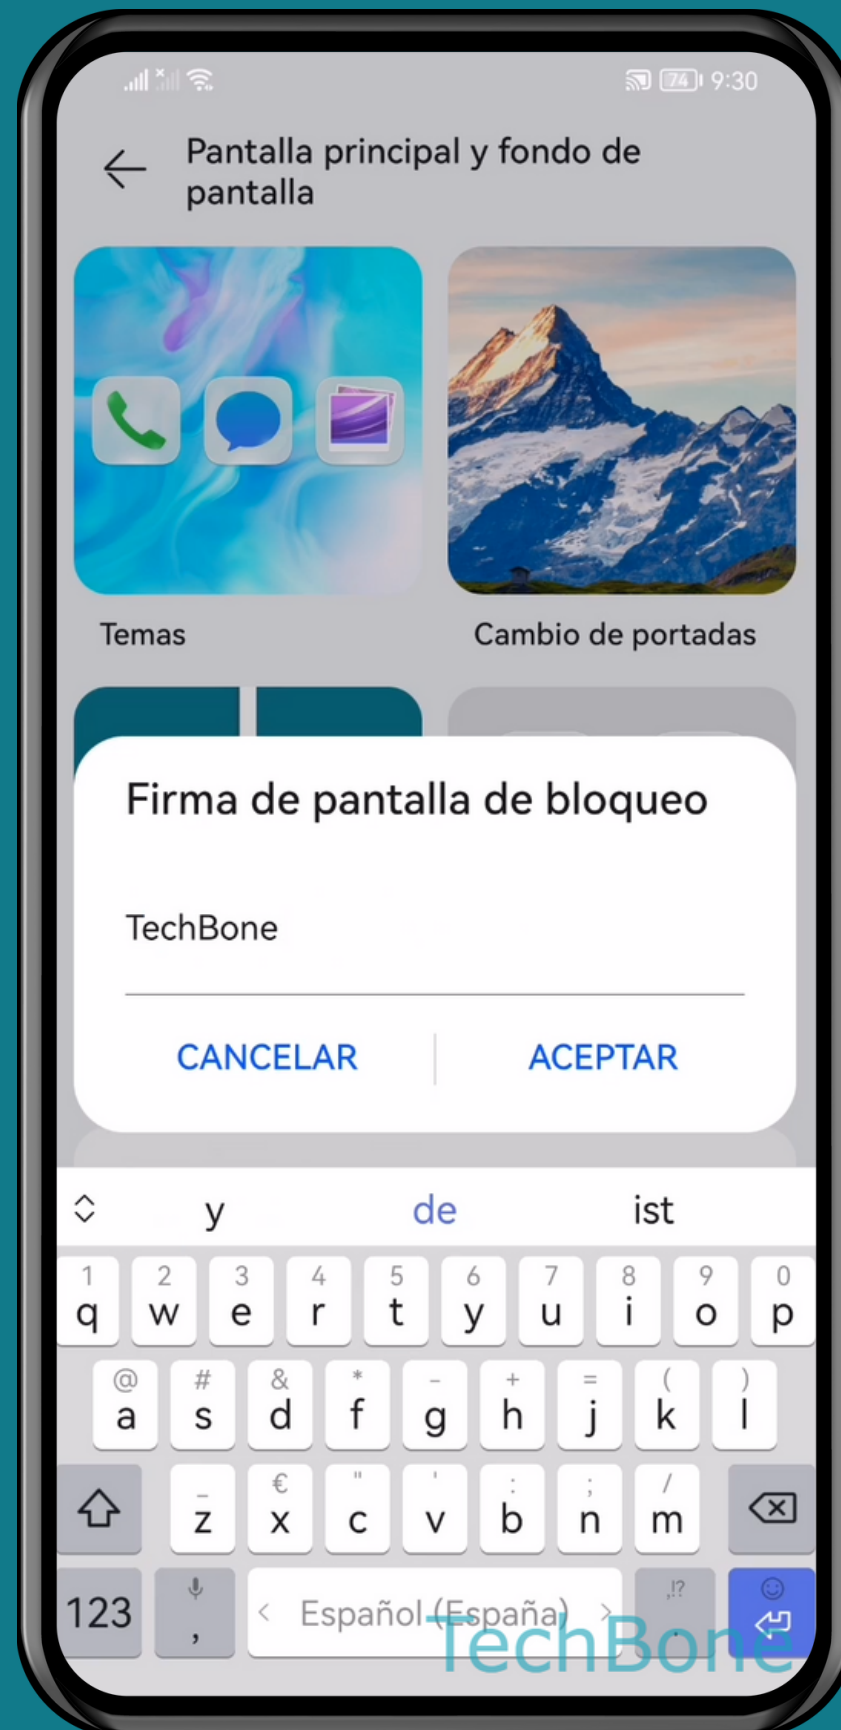 74 9:30
Pantalla principal y fondo de
pantalla
Temas
Cambio de portadas
Firma de pantalla de bloqueo
TechBone
CANCELAR ACEPTAR
y de ist
1 2 3 4 5 6 7 8 9 0
q w e r t y u i o p
@ # & * - + = ( )
a s d f g h j k l
_ € " ' : ; /
z x c v b n m
,!?
123 , < Español (España) > .
TechBone